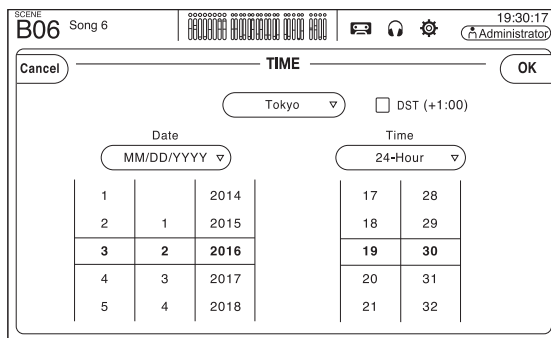 SCENE
B06 Song 6
19:30:17
Administrator
Cancel
TIME
OK
Tokyo
DST (+1:00)
Date
Time
MM/DD/YYYY
24-Hour
1 2014 17 28
2 1 2015 18 29
3 2 2016 19 30
4 3 2017 20 31
5 4 2018 21 32